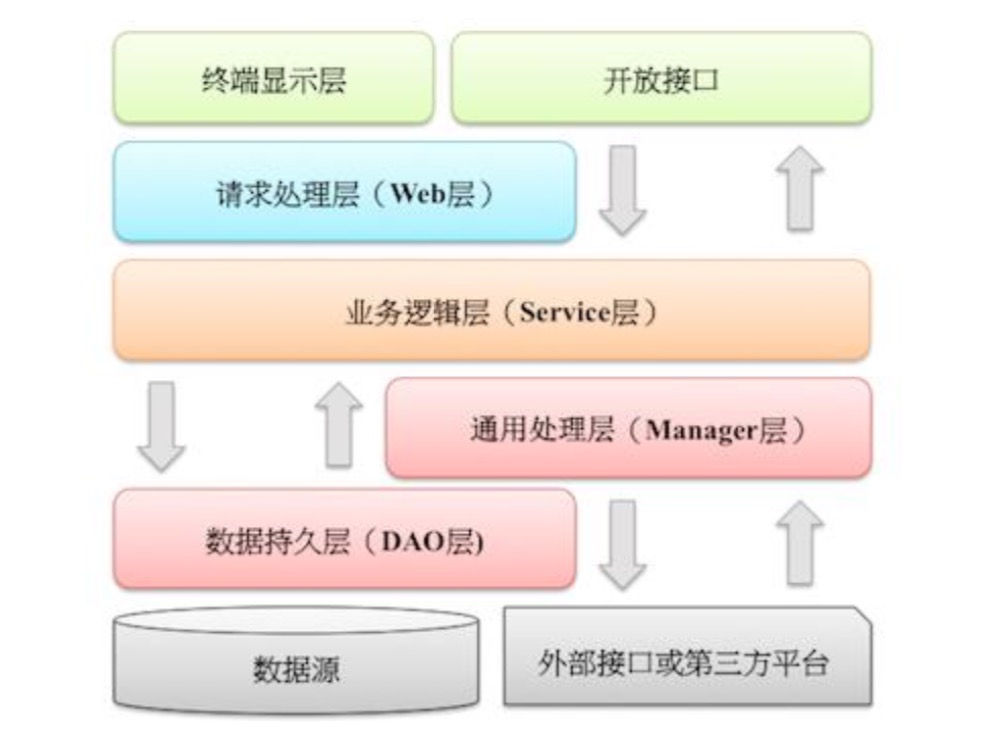 终端显示层
开放接口
请求处理层（Web层）
业务逻辑层（Service层）
通用处理层（Manager层）
数据持久层（DAO层)
数据源
外部接口或第三方平台